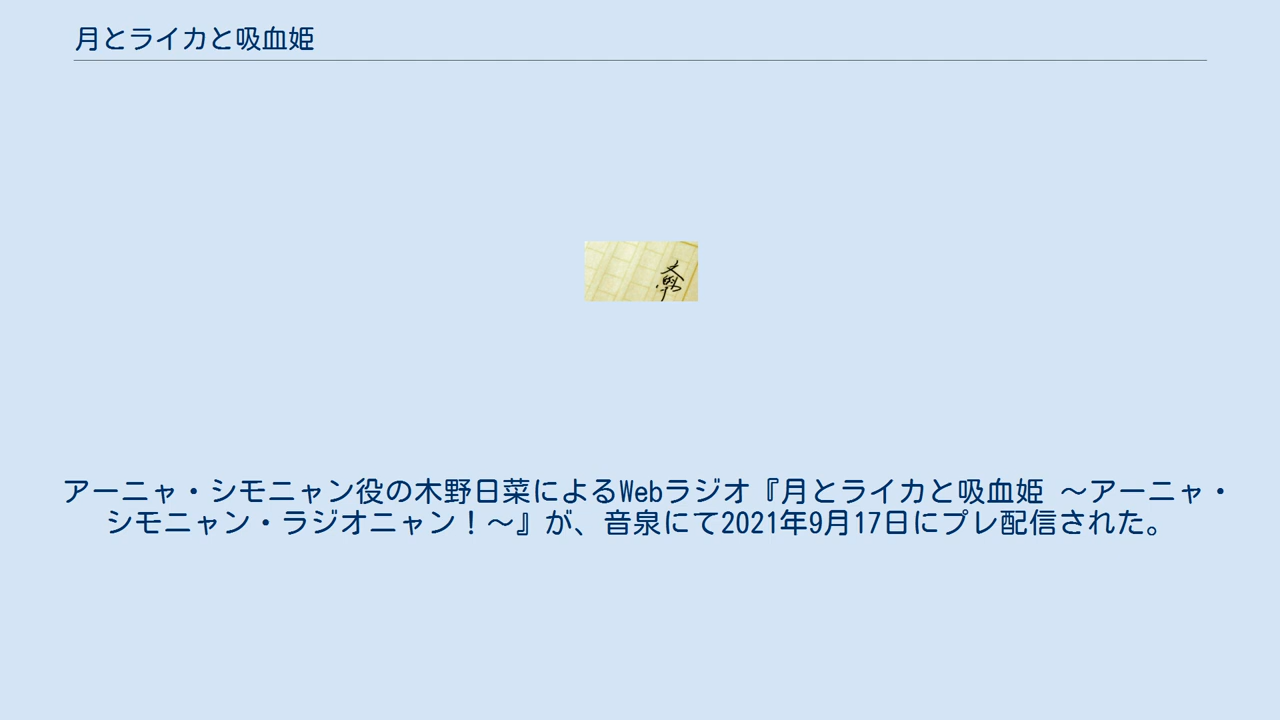 月とライカと吸血姫
アーニャ・シモニャン役の木野日菜によるWebラジオ『月とライカと吸血姫 ～アーニャ・
シモニャン・ラジオニャン！～』が、音泉にて2021年9月17日にプレ配信された。